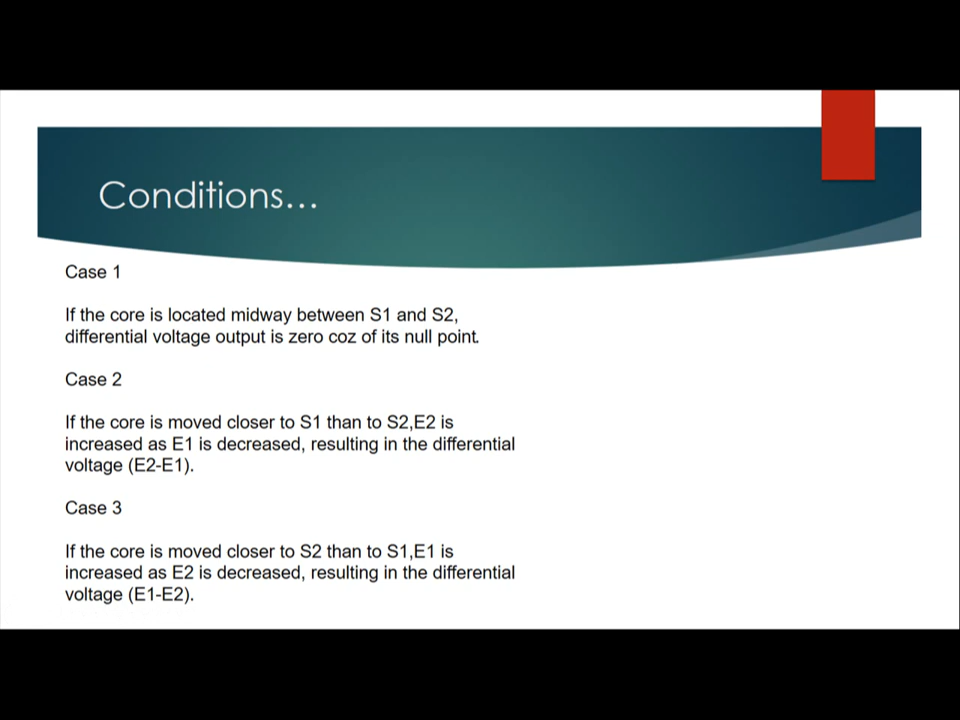 Conditions...
Case 1
If the core is located midway between S1 and S2,
differential voltage output is zero coz of its null point.
Case 2
If the core is moved closer to S1 than to S2,E2 is
increased as E1 is decreased, resulting in the differential
voltage (E2-E1).
Case 3
If the core is moved closer to S2 than to S1,E1 is
increased as E2 is decreased, resulting in the differential
voltage (E1-E2).